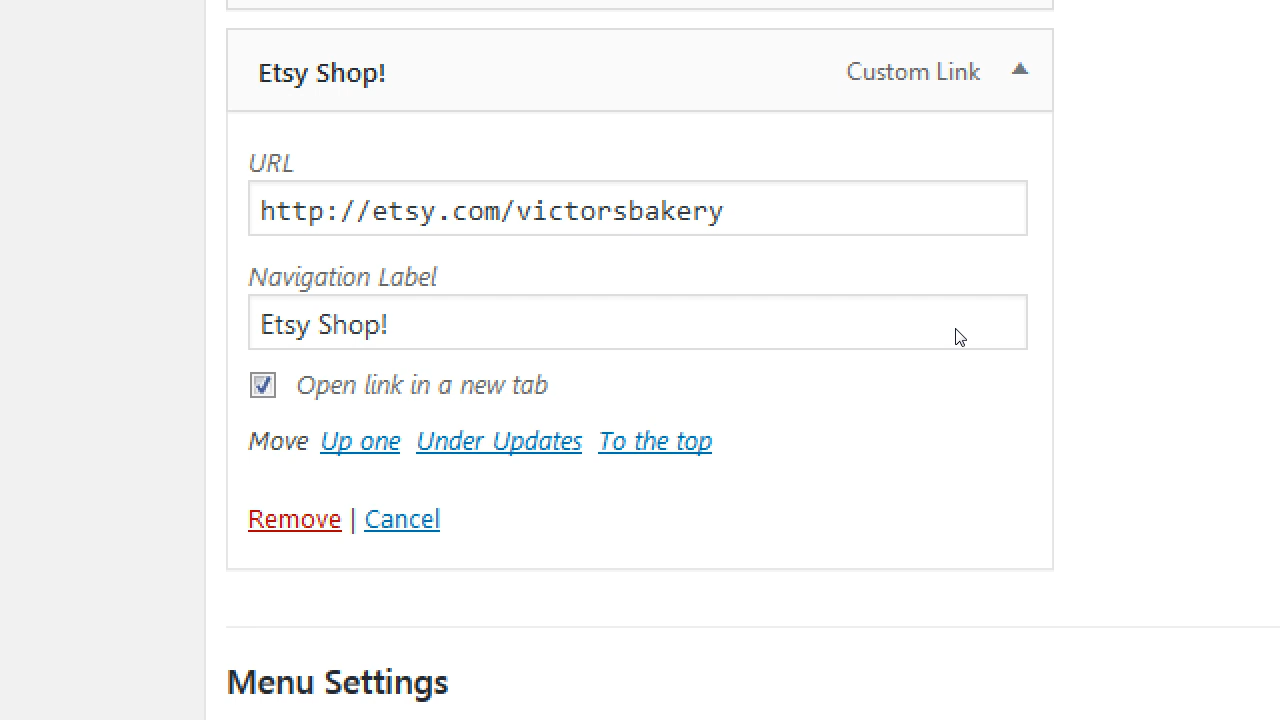 Etsy Shop! Custom Link
URL
http://etsy.com/victorsbakery
Navigation Label
Etsy Shop!
Open link in a new tab
Move Up one Under Updates To the top
Remove | Cancel
Menu Settings